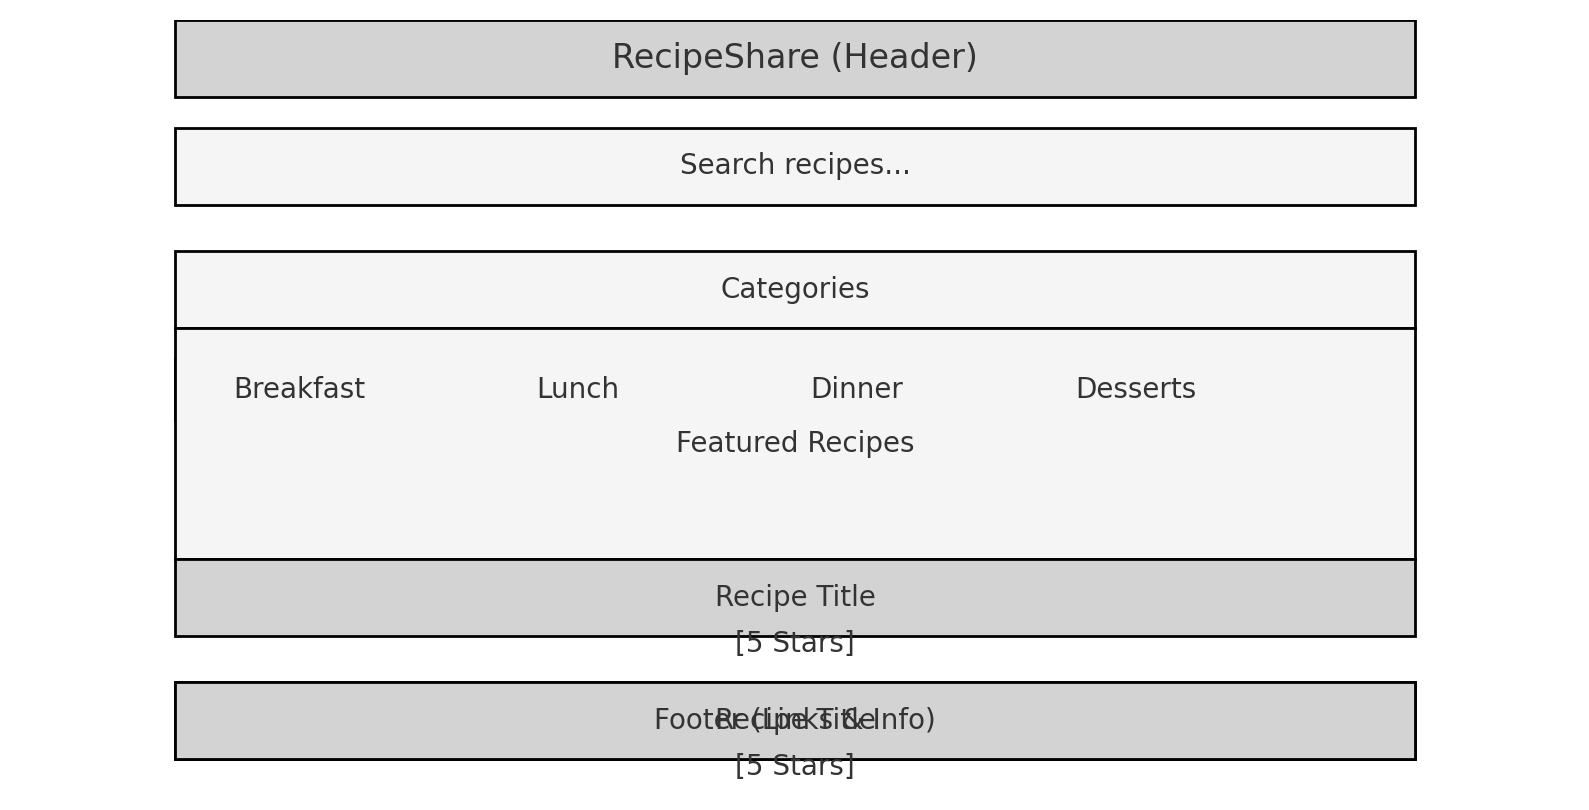 RecipeShare (Header)
Search recipes...
Categories
Breakfast Lunch Dinner Desserts
Featured Recipes
Recipe Title
[5 Stars]
Footer (Links & Info)
Recipe Title
[5 Stars]